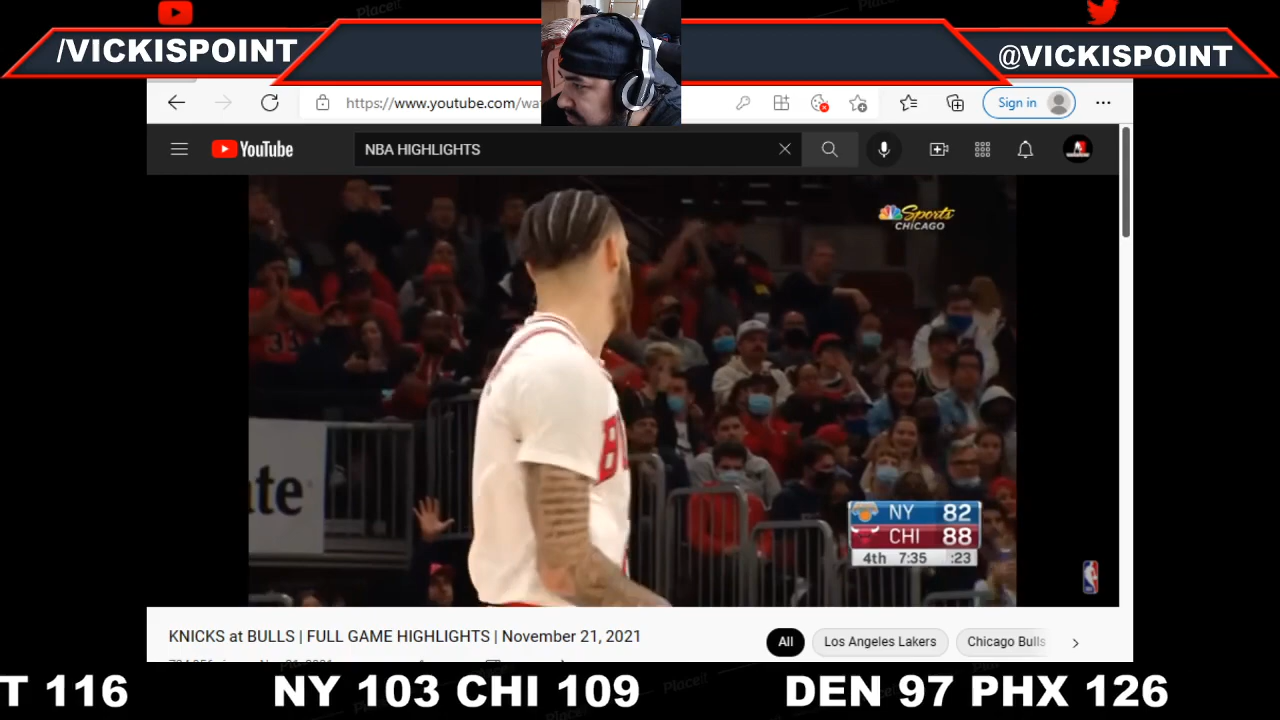 /VICKISPOINT
@VICKISPOINT
https://www.youtube.com/wa
Sign in
YouTube
NBA HIGHLIGHTS
Sports
CHICAGO
ate
NY 82
CHI 88
4th 7:35 :23
KNICKS at BULLS | FULL GAME HIGHLIGHTS | November 21, 2021
All
Los Angeles Lakers
Chicago Bulls
T 116 NY 103 CHI 109 DEN 97 PHX 126